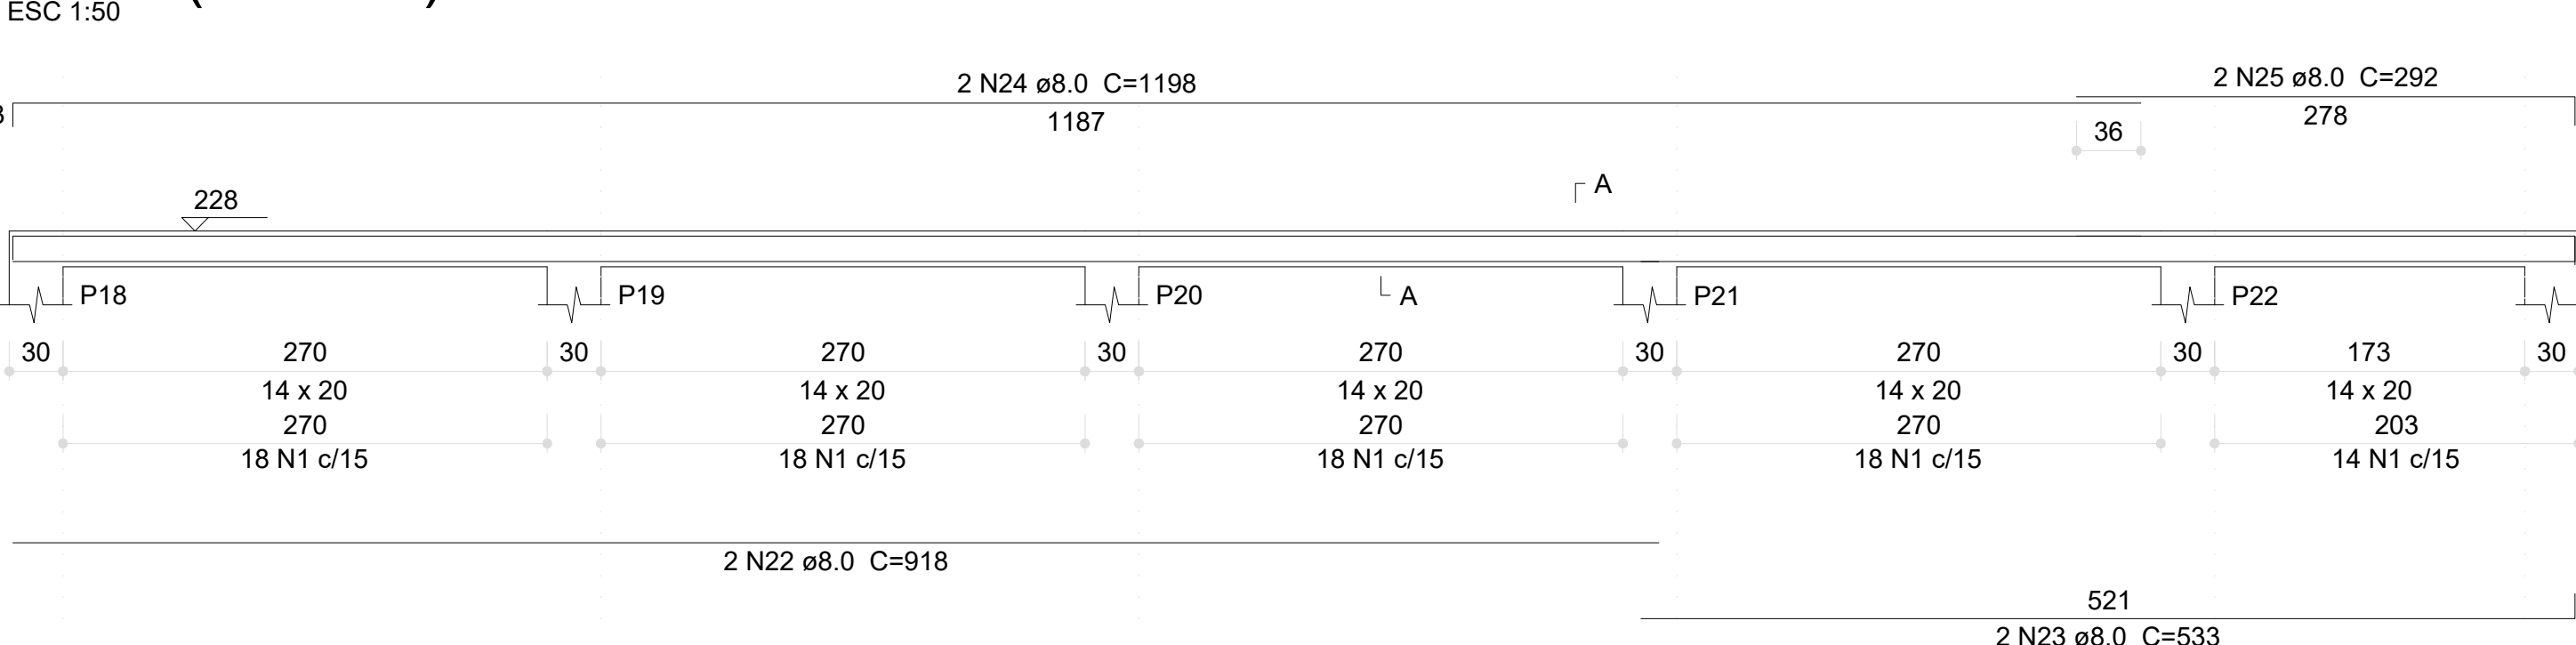 ESC 1:50
2 N24 ø8.0 C=1198
2 N25 ø8.0 C=292
1187
278
36
228
A
P18 P19 P20 A P21 P22
30 270 30 270 30 270 30 270 30 173 30
14 x 20 14 x 20 14 x 20 14 x 20 14 x 20
270 270 270 270 203
18 N1 c/15 18 N1 c/15 18 N1 c/15 18 N1 c/15 14 N1 c/15
2 N22 ø8.0 C=918
521
2 N23 ø8.0 C=533